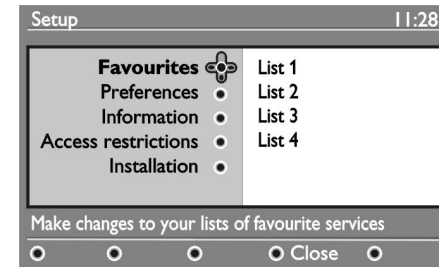 Setup 11:28
Favourites List 1
Preferences List 2
Information List 3
Access restrictions List 4
Installation
Make changes to your lists of favourite services
Close